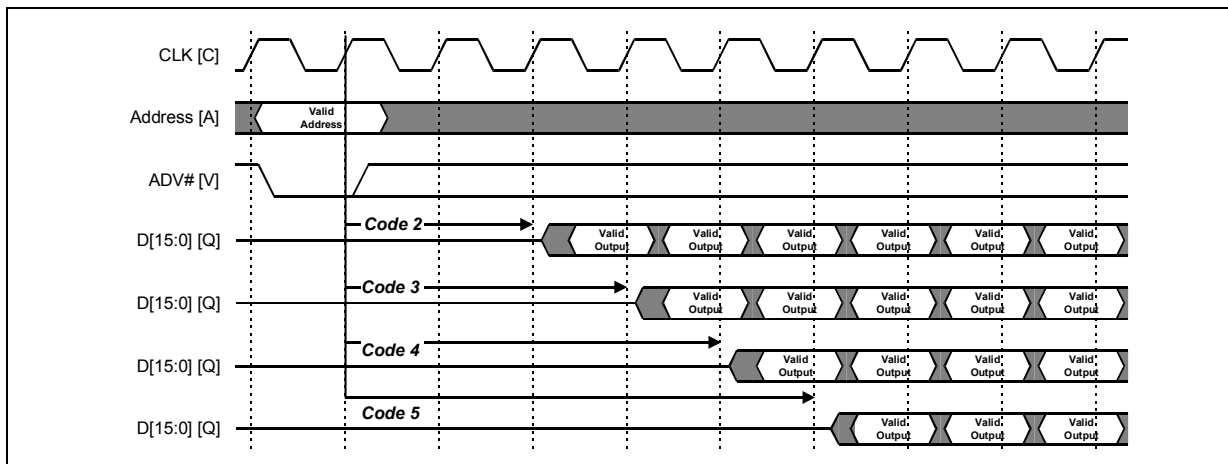 CLK [C]
Address [A]
Valid
Address
ADV# [V]
Code 2
D[15:0] [Q]
Valid Valid Valid Valid Valid Valid
Output Output Output Output Output Output
Code 3
D[15:0] [Q]
Valid Valid Valid Valid Valid
Output Output Output Output Output
Code 4
D[15:0] [Q]
Valid Valid Valid Valid
Output Output Output Output
Code 5
D[15:0] [Q]
Valid Valid Valid
Output Output Output